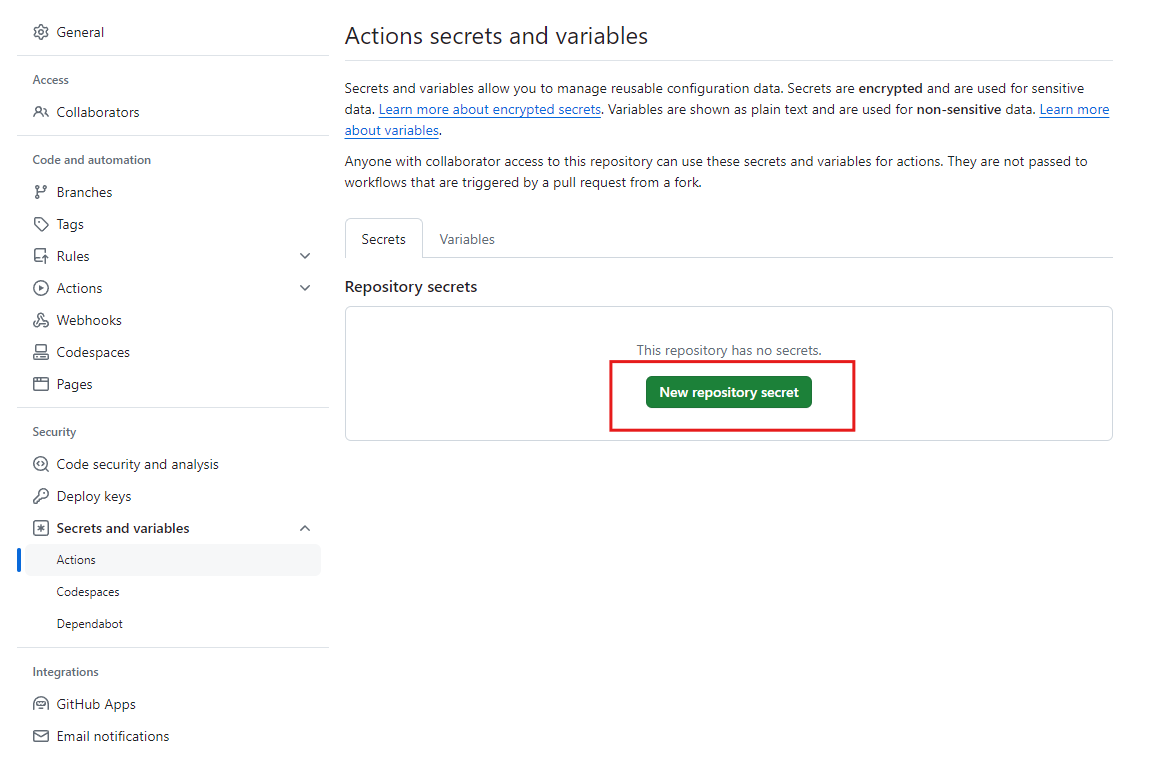 General
Access
Collaborators
Code and automation
Branches
Tags
Rules
Actions
Webhooks
Codespaces
Pages
Security
Code security and analysis
Deploy keys
Secrets and variables
Actions
Codespaces
Dependabot
Integrations
GitHub Apps
Email notifications
Actions secrets and variables
Secrets and variables allow you to manage reusable configuration data. Secrets are encrypted and are used for sensitive
data. Learn more about encrypted secrets. Variables are shown as plain text and are used for non-sensitive data. Learn more
about variables.
Anyone with collaborator access to this repository can use these secrets and variables for actions. They are not passed to
workflows that are triggered by a pull request from a fork.
Secrets
Variables
Repository secrets
This repository has no secrets.
New repository secret